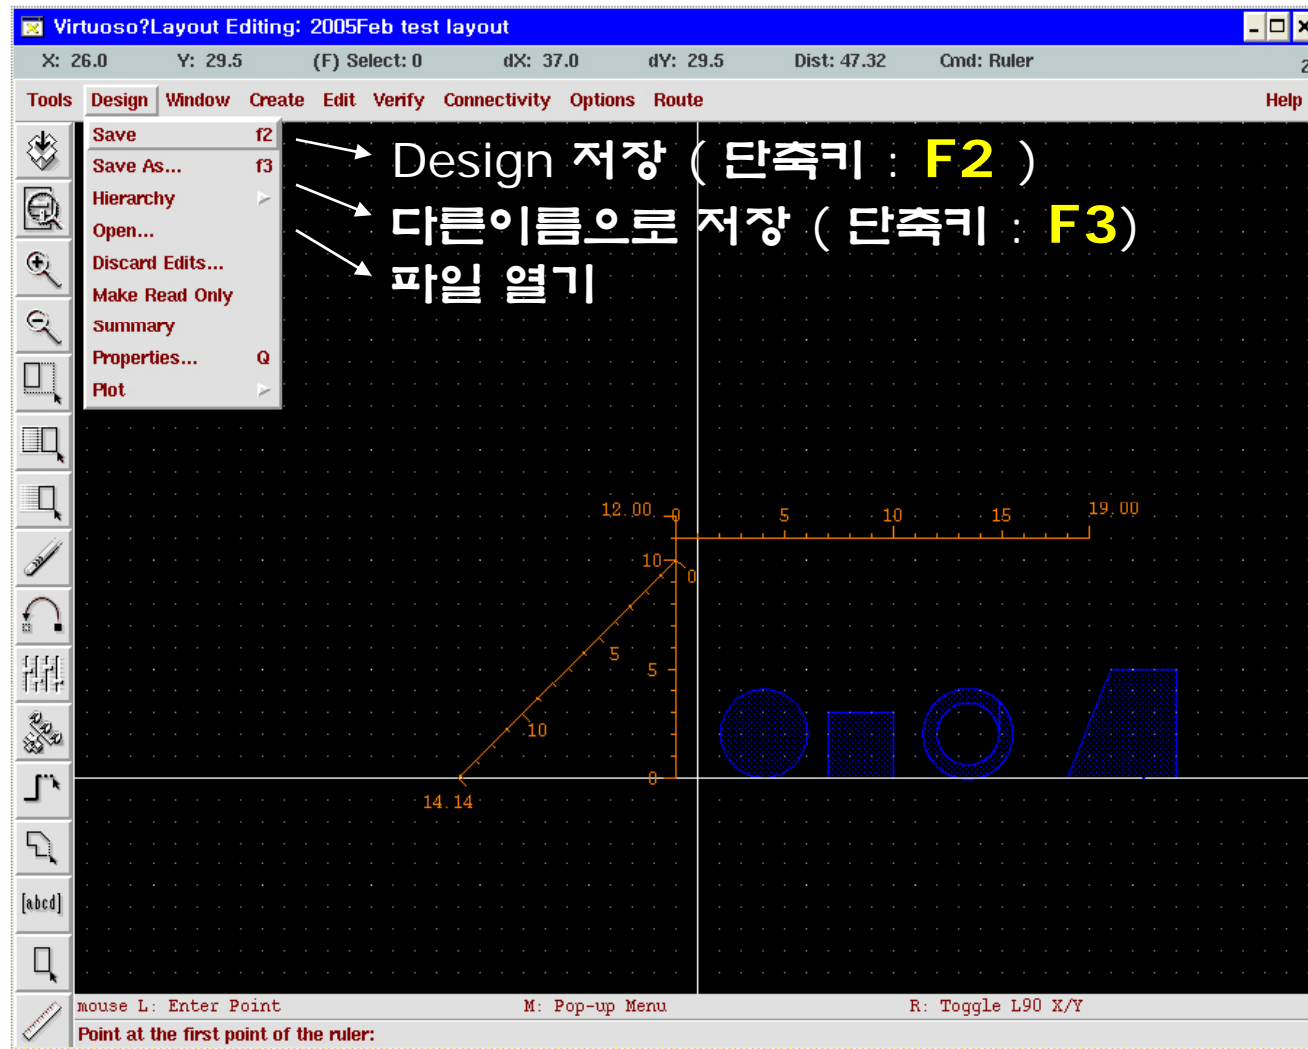 Virtuoso?Layout Editing: 2005Feb test layout
X: 26.0 Y: 29.5 (F) Select: 0 dX: 37.0 dY: 29.5 Dist: 47.32 Cmd: Ruler 2
Tools Design Window Create Edit Verify Connectivity Options Route Help
Save f2
Save As... f3
Hierarchy
Open...
Discard Edits...
Make Read Only
Summary
Properties... Q
Plot
Design 저장 ( 단축키 : F2 )
다른이름으로 저장 ( 단축키 : F3)
파일 열기
12.00 0 5 10 15 19.00
10 0
5 5
10
0
14.14
[abcd]
mouse L: Enter Point M: Pop-up Menu R: Toggle L90 X/Y
Point at the first point of the ruler: